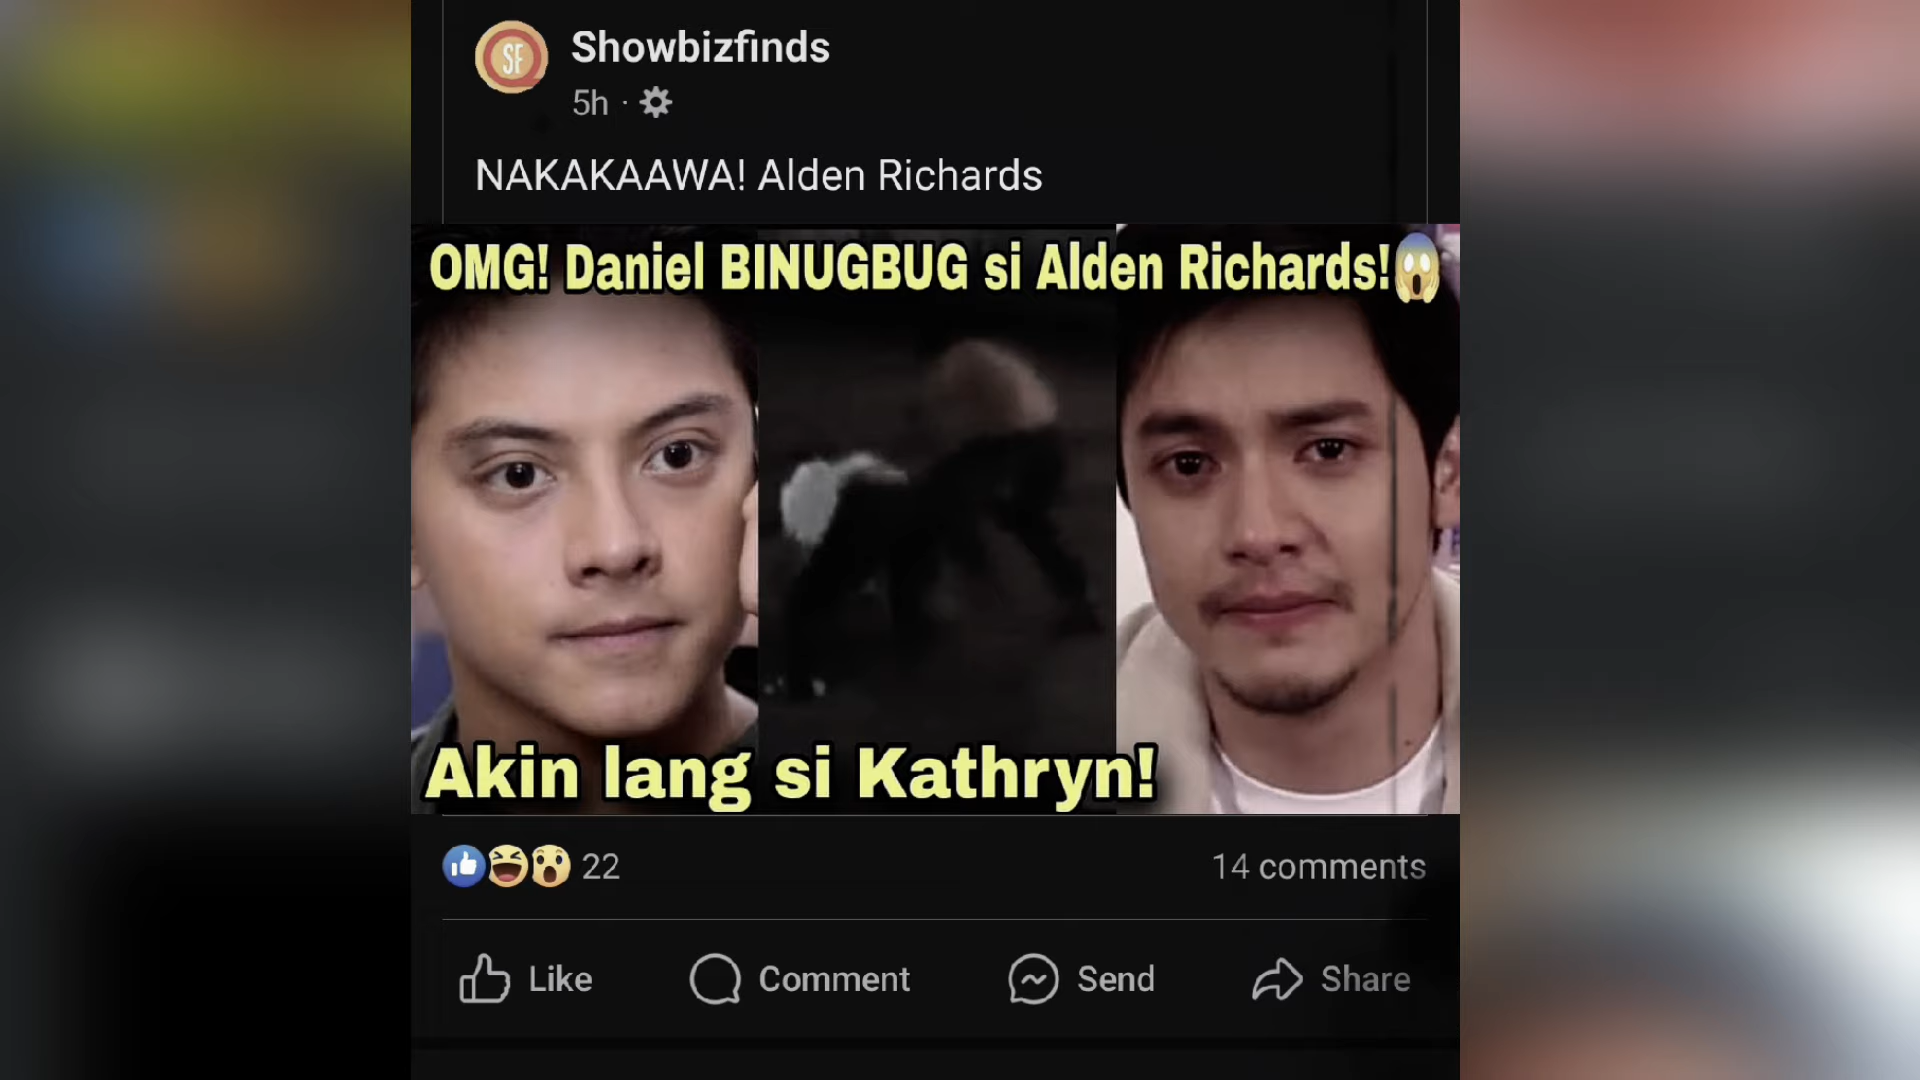 SF
Showbizfinds
5h ·
NAKAKAAWA! Alden Richards
OMG! Daniel BINUGBUG si Alden Richards!😱
Akin lang si Kathryn!
22
14 comments
Like
Comment
Send
Share